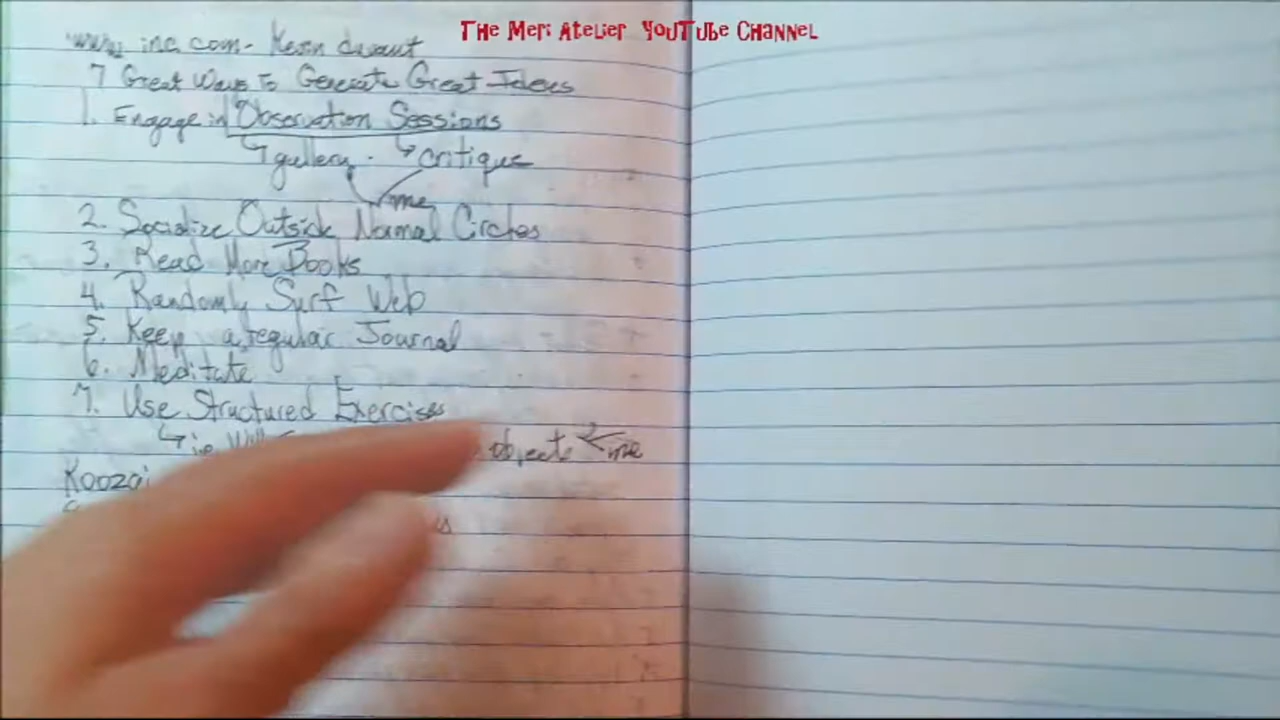 The Meri Atelier YouTube Channel
www.inc.com - Kevin
7 Great Ways To Generate Great Ideas
1. Engage in Observation Sessions
gallery. critique
me
2. Socialize Outside Normal Circles
3. Read More Books
4. Randomly Surf Web
5. Keep a regular Journal
6. Meditate
7. Use Structured Exercises
ie objects me
Koozai